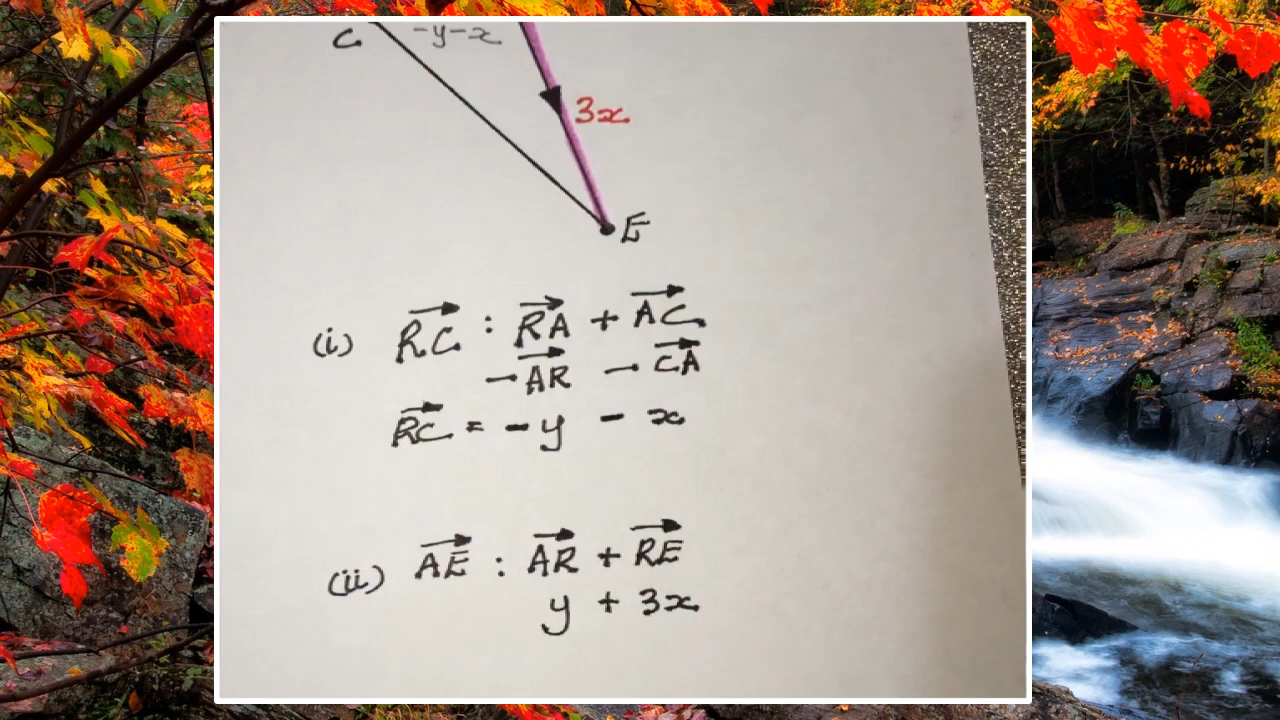 C -y-x
3x
E
(i) RC : RA + AC
-AR -CA
RC = -y - x
(ii) AE : AR + RE
y + 3x